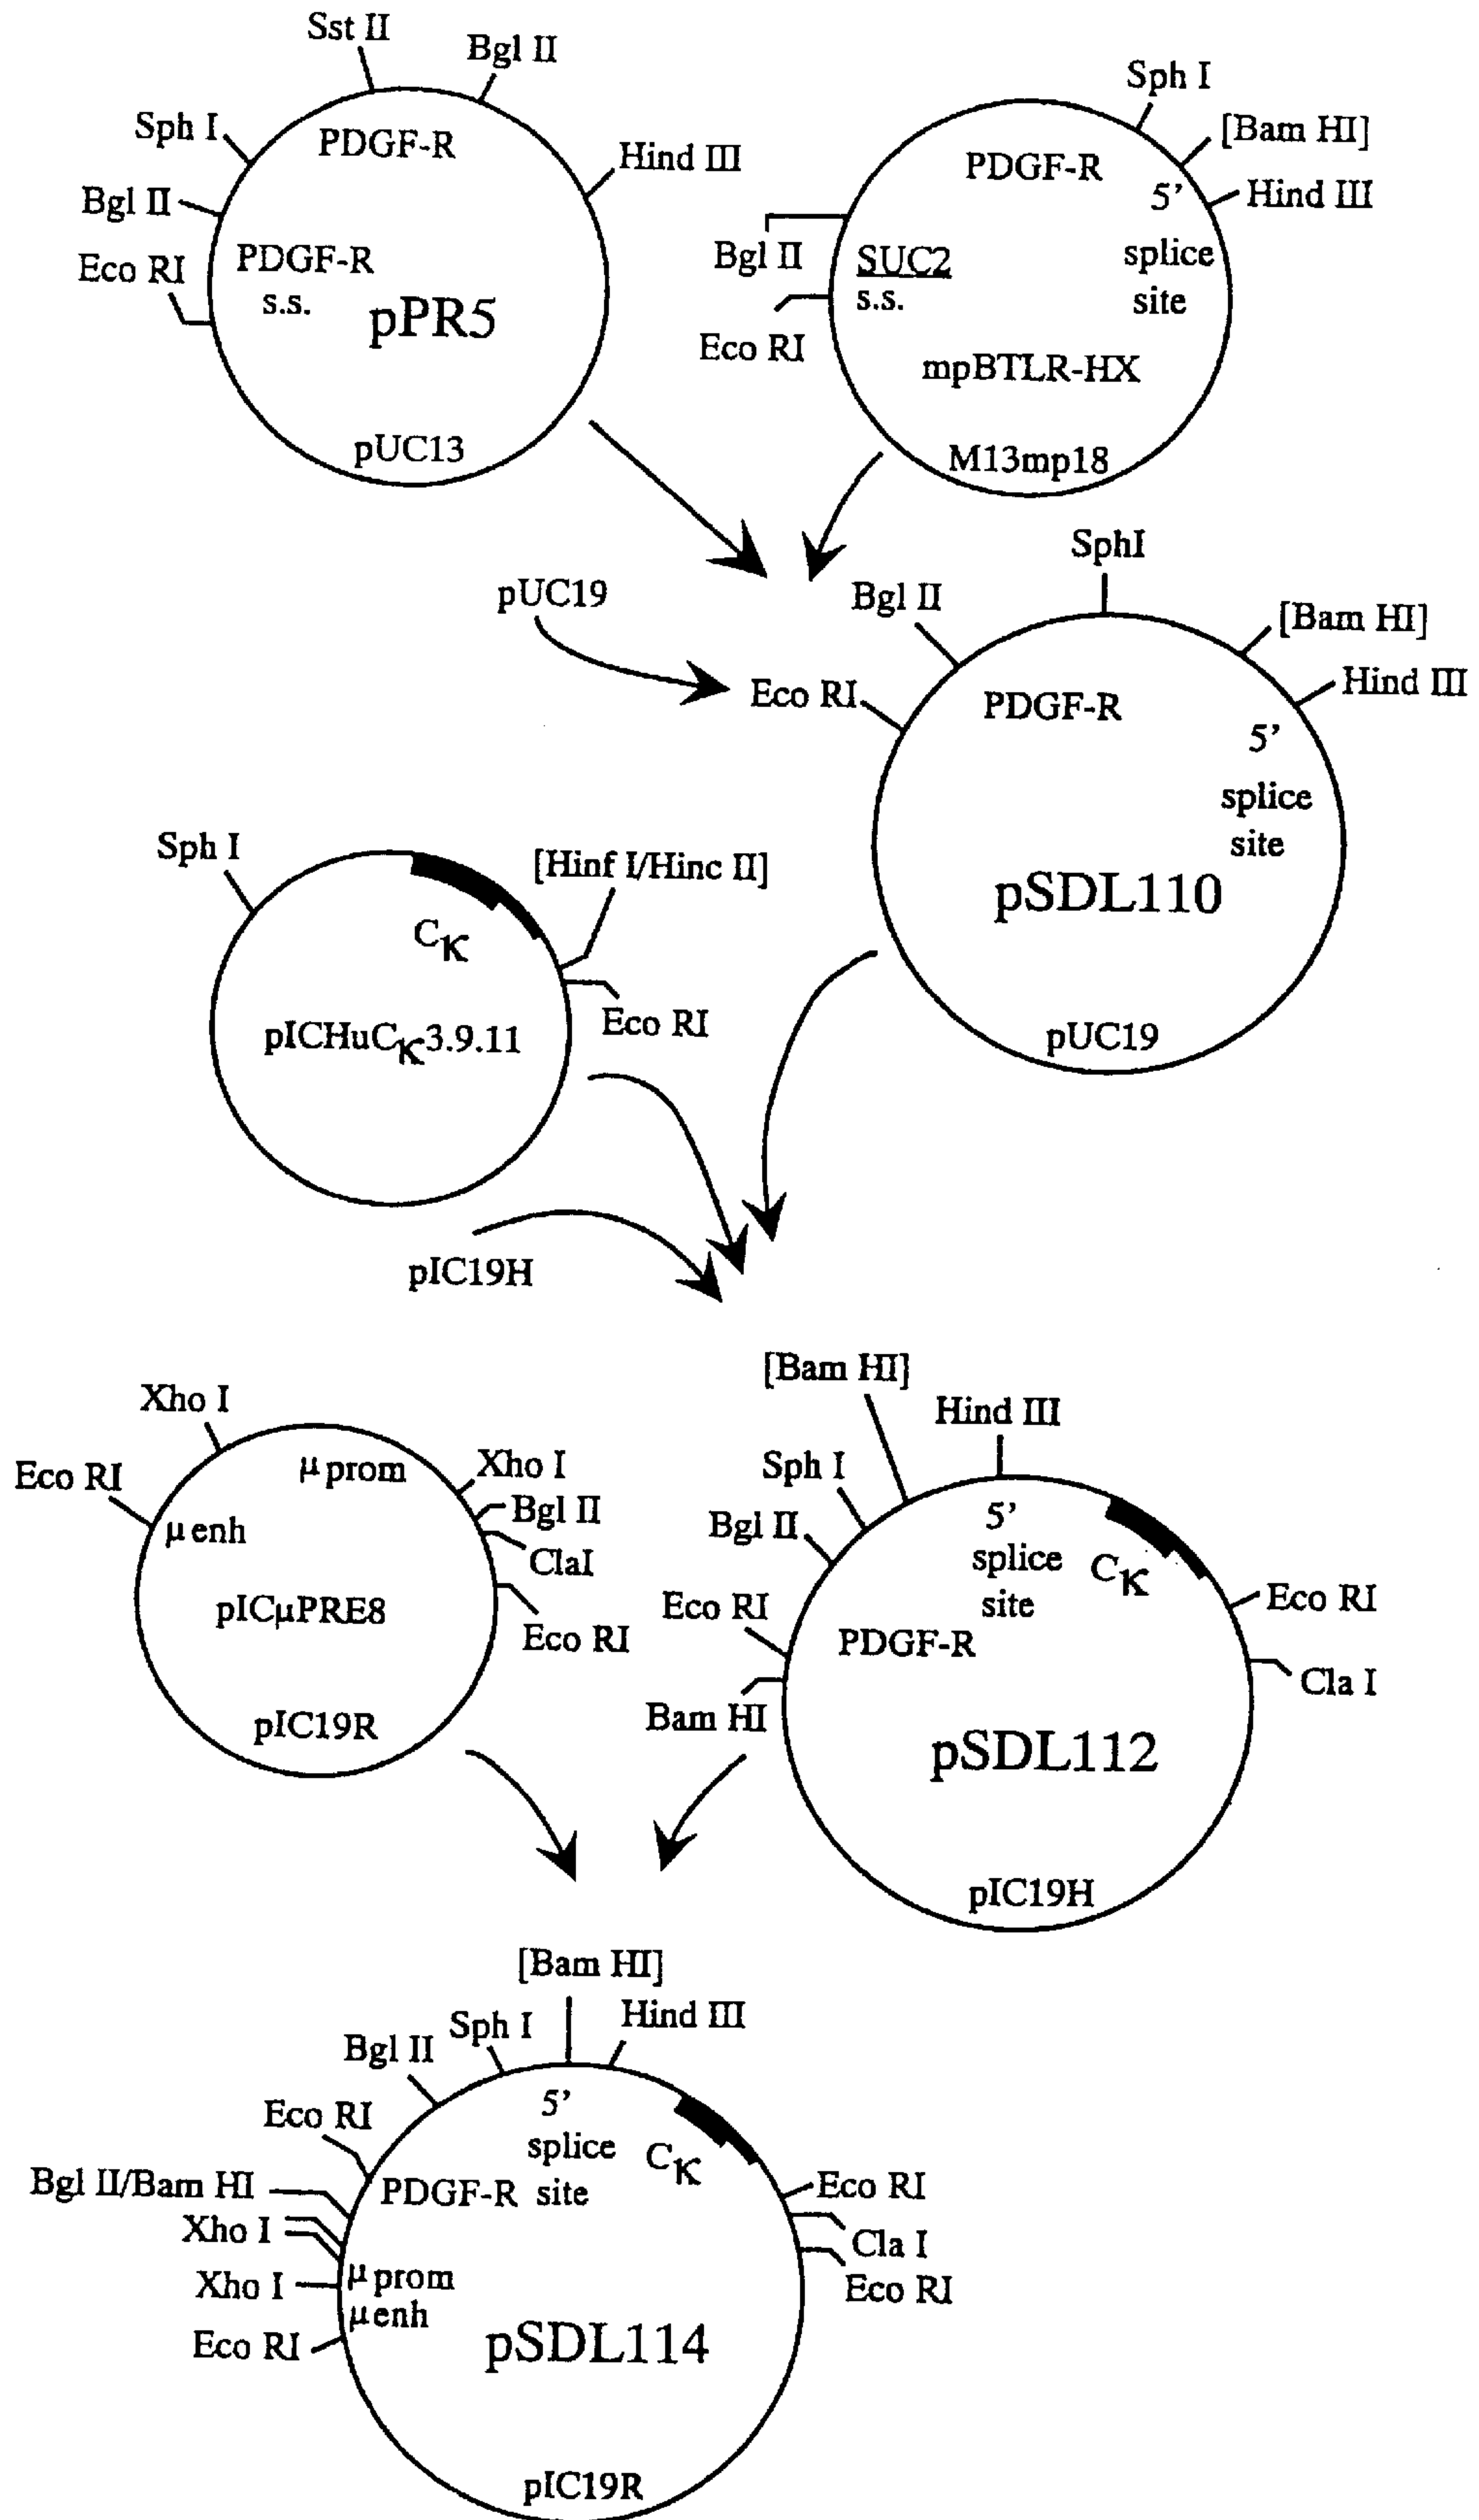 Sst II
Bgl II
Sph I
PDGF-R
Hind III
Bgl II
Eco RI
PDGF-R
s.s.
pPR5
pUC13
Sph I
[Bam HI]
PDGF-R
5’
Hind III
Bgl II
SUC2
s.s.
splice
site
Eco RI
mpBTLR-HX
M13mp18
pUC19
SphI
Bgl II
[Bam HI]
Eco RI
PDGF-R
Hind III
5’
splice
site
pSDL110
pUC19
Sph I
[Hinf I/Hinc II]
CK
Eco RI
pICHuCK3.9.11
pIC19H
Xho I
Eco RI
μ prom
Xho I
μ enh
Bgl II
ClaI
pICμPRE8
Eco RI
pIC19R
[Bam HI]
Hind III
Sph I
Bgl II
5’
splice
site
CK
Eco RI
Eco RI
PDGF-R
Cla I
Bam HI
pSDL112
pIC19H
[Bam HI]
Sph I
Hind III
Bgl II
5’
Eco RI
splice
site
CK
Bgl II/Bam HI
PDGF-R
Eco RI
Xho I
Cla I
Xho I
μ prom
Eco RI
μ enh
Eco RI
pSDL114
pIC19R